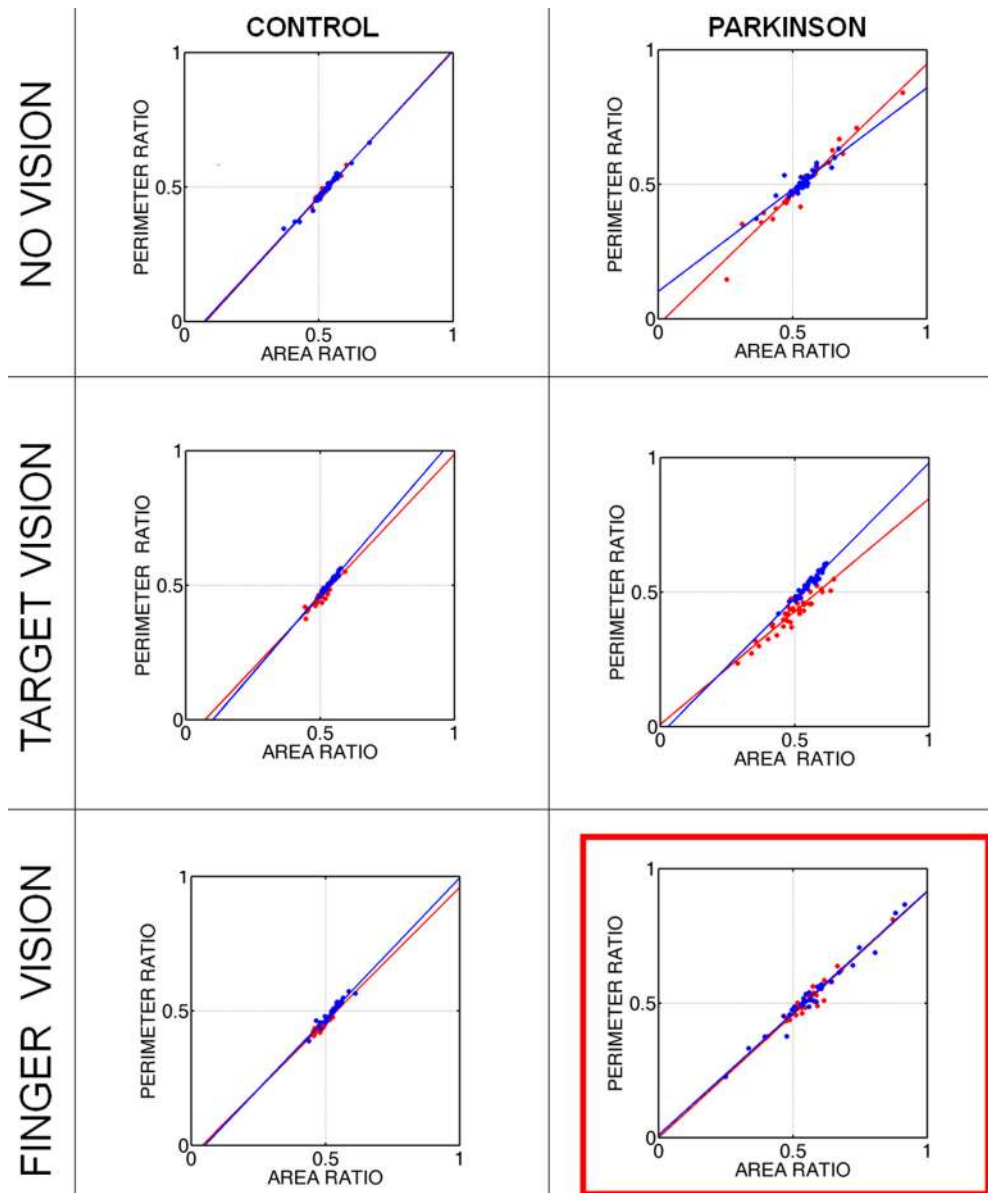 CONTROL
PARKINSON
NO VISION
1
PERIMETER RATIO
0.5
0
0
0.5
1
AREA RATIO
1
PERIMETER RATIO
0.5
0
0
0.5
1
AREA RATIO
TARGET VISION
1
PERIMETER RATIO
0.5
0
0
0.5
1
AREA RATIO
1
PERIMETER RATIO
0.5
0
0
0.5
1
AREA RATIO
FINGER VISION
1
PERIMETER RATIO
0.5
0
0
0.5
1
AREA RATIO
1
PERIMETER RATIO
0.5
0
0
0.5
1
AREA RATIO